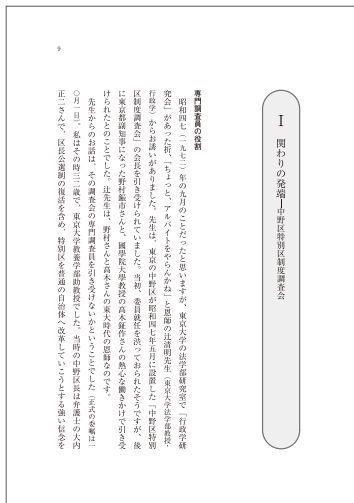 9
Ⅰ　関わりの発端―中野区特別区制度調査会
専門調査員の役割
　昭和四七（一九七二）年の九月のことだったと思いますが、東京大学の法学部研究室で「行政学研
究会」があった折、「ちょっと、アルバイトをやらんかね」と恩師の辻清明先生（東京大学法学部教授・
行政学）からお誘いがありました。先生は、東京の中野区が昭和四七年五月に設置した「中野区特別
区制度調査会」の会長を引き受けられていました。当初、委員就任を渋っておられたそうですが、後
に東京都副知事になった野村鋠市さんと、國學院大學教授の高木鉦作さんの熱心な働きかけで引き受
けられたとのことでした。辻先生は、野村さんと高木さんの東大時代の恩師なのです。
　先生からのお話は、その調査会の専門調査員を引き受けないかということでした（正式の委嘱は一
〇月一日）。私はその時三二歳で、東京大学教養学部助教授でした。当時の中野区長は弁護士の大内
正二さんで、区長公選制の復活を含め、特別区を普通の自治体へ改革していこうとする強い信念を